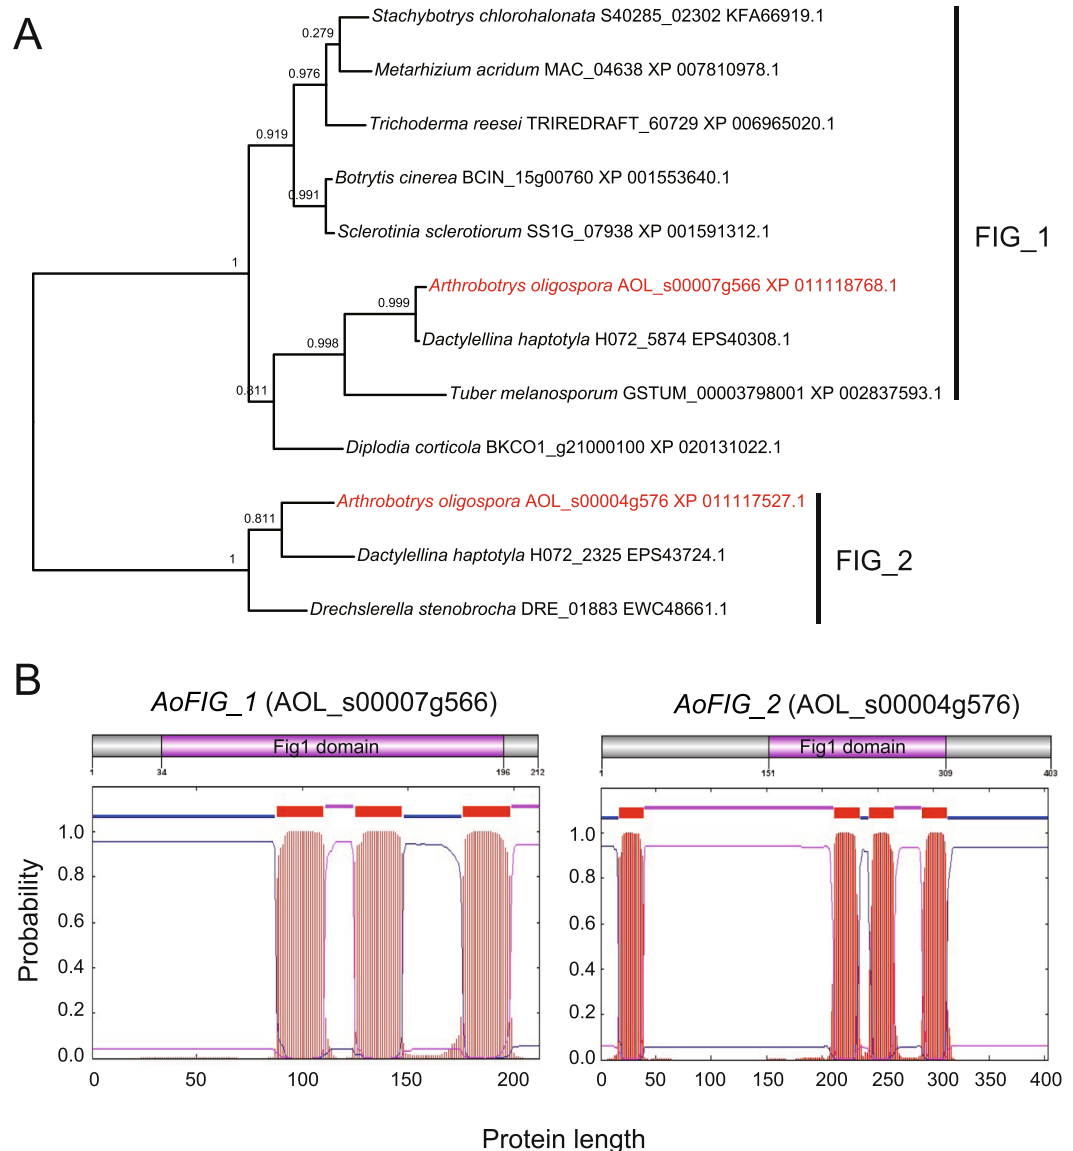 A
Stachybotrys chlorohalonata S40285_02302 KFA66919.1
0.279
Metarhizium acridum MAC_04638 XP 007810978.1
0.976
Trichoderma reesei TRIREDRAFT_60729 XP 006965020.1
0.919
Botrytis cinerea BCIN_15g00760 XP 001553640.1
0.991
Sclerotinia sclerotiorum SS1G_07938 XP 001591312.1
FIG_1
1
Arthrobotrys oligospora AOL_s00007g566 XP 011118768.1
0.999
Dactylellina haptotyla H072_5874 EPS40308.1
0.998
Tuber melanosporum GSTUM_00003798001 XP 002837593.1
0.811
Diplodia corticola BKCO1_g21000100 XP 020131022.1
Arthrobotrys oligospora AOL_s00004g576 XP 011117527.1
0.811
Dactylellina haptotyla H072_2325 EPS43724.1
1
FIG_2
Drechslerella stenobrocha DRE_01883 EWC48661.1
B
AoFIG_1 (AOL_s00007g566)
Fig1 domain
1 34 196 212
1.0
0.8
0.6
0.4
0.2
0.0
0 50 100 150 200
Probability
AoFIG_2 (AOL_s00004g576)
Fig1 domain
1 151 309 403
1.0
0.8
0.6
0.4
0.2
0.0
0 50 100 150 200 250 300 350 400
Protein length